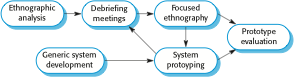 Ethnographic
analysis
Debriefing
meetings
Focused
ethnography
Prototype
evaluation
Generic system
development
System
protoyping